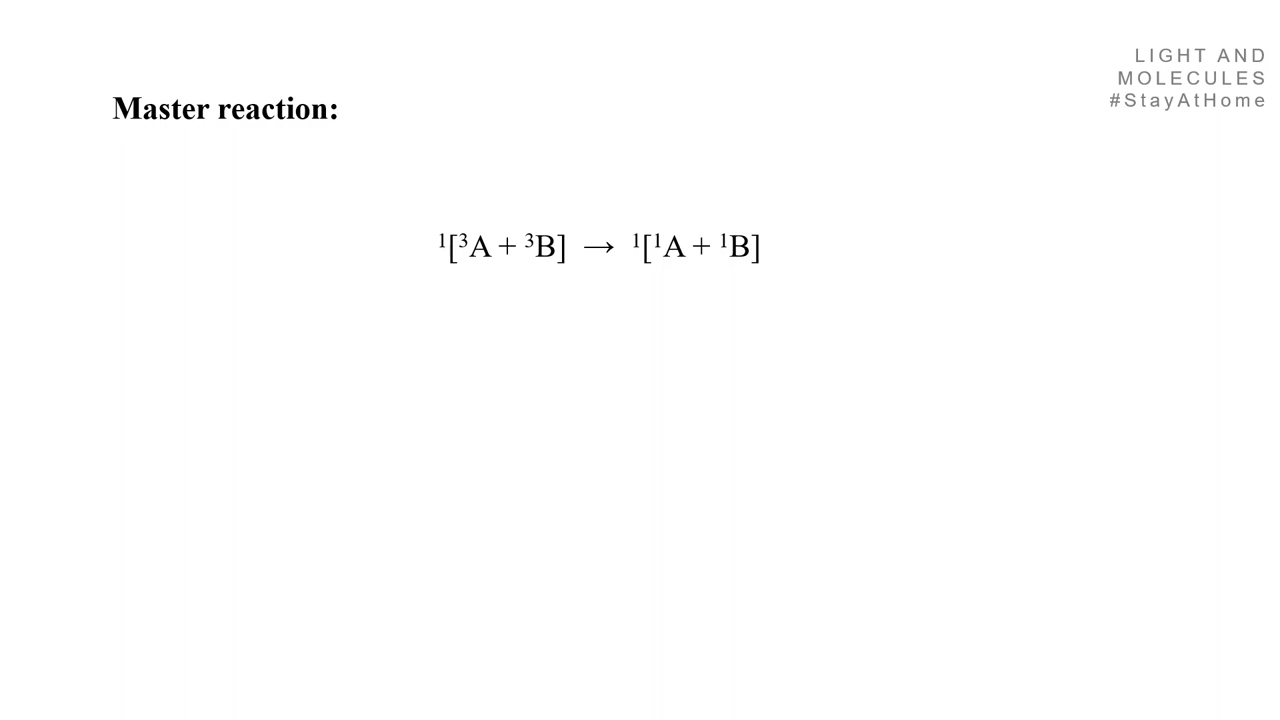 LIGHT AND
MOLECULES
#StayAtHome
Master reaction:
¹[³A + ³B] → ¹[¹A + ¹B]